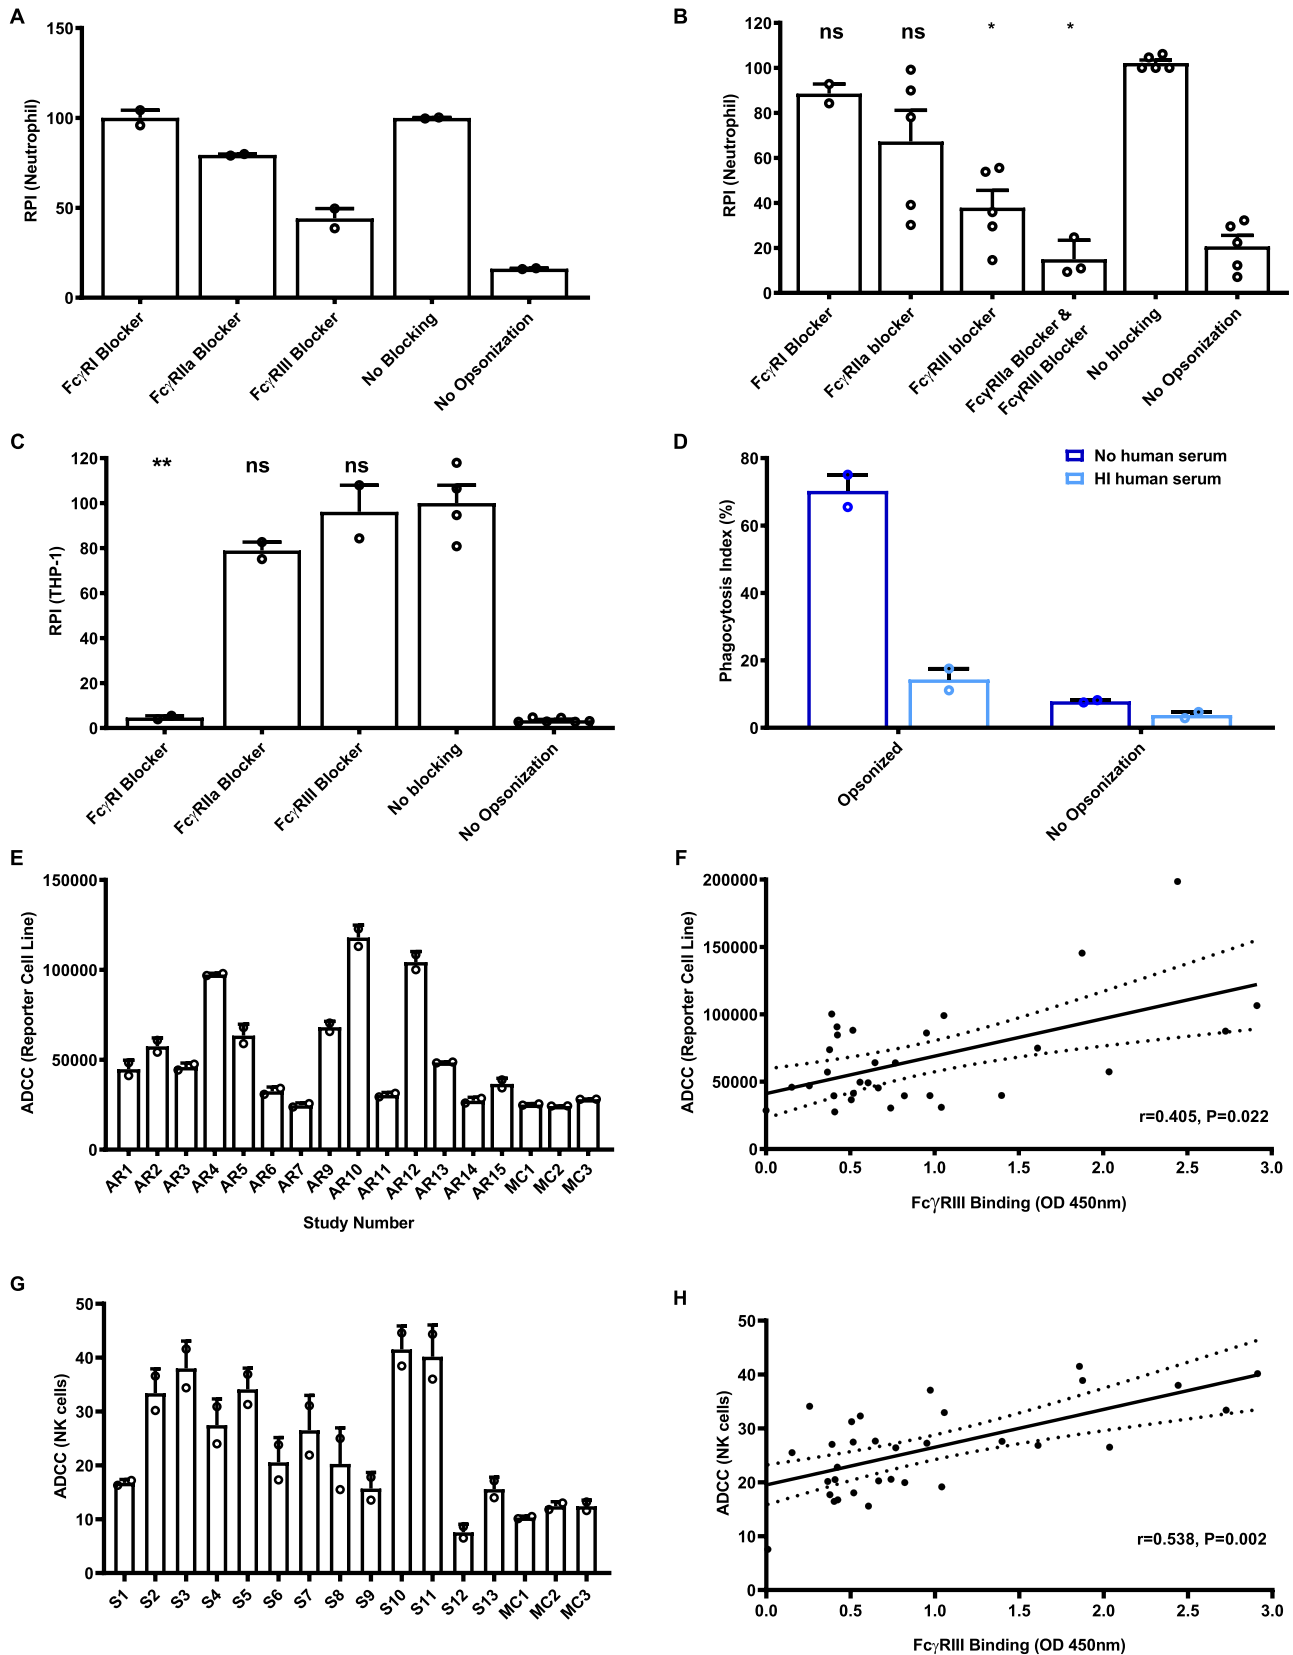 A
RPI (Neutrophil)
150
100
50
0
FcγRI Blocker
FcγRIIa Blocker
FcγRIII Blocker
No Blocking
No Opsonization
B
RPI (Neutrophil)
120
100
80
60
40
20
0
ns
ns
*
*
FcγRI Blocker
FcγRIIa blocker
FcγRIII blocker
FcγRIIa Blocker &
FcγRIII Blocker
No blocking
No Opsonization
C
RPI (THP-1)
120
100
80
60
40
20
0
**
ns
ns
FcγRI Blocker
FcγRIIa Blocker
FcγRIII Blocker
No blocking
No Opsonization
D
Phagocytosis Index (%)
80
60
40
20
0
No human serum
HI human serum
Opsonized
No Opsonization
E
ADCC (Reporter Cell Line)
150000
100000
50000
0
AR1
AR2
AR3
AR4
AR5
AR6
AR7
AR9
AR10
AR11
AR12
AR13
AR14
AR15
MC1
MC2
MC3
Study Number
F
ADCC (Reporter Cell Line)
200000
150000
100000
50000
0
r=0.405, P=0.022
0.0
0.5
1.0
1.5
2.0
2.5
3.0
FcγRIII Binding (OD 450nm)
G
ADCC (NK cells)
50
40
30
20
10
0
S1
S2
S3
S4
S5
S6
S7
S8
S9
S10
S11
S12
S13
MC1
MC2
MC3
H
ADCC (NK cells)
50
40
30
20
10
0
r=0.538, P=0.002
0.0
0.5
1.0
1.5
2.0
2.5
3.0
FcγRIII Binding (OD 450nm)